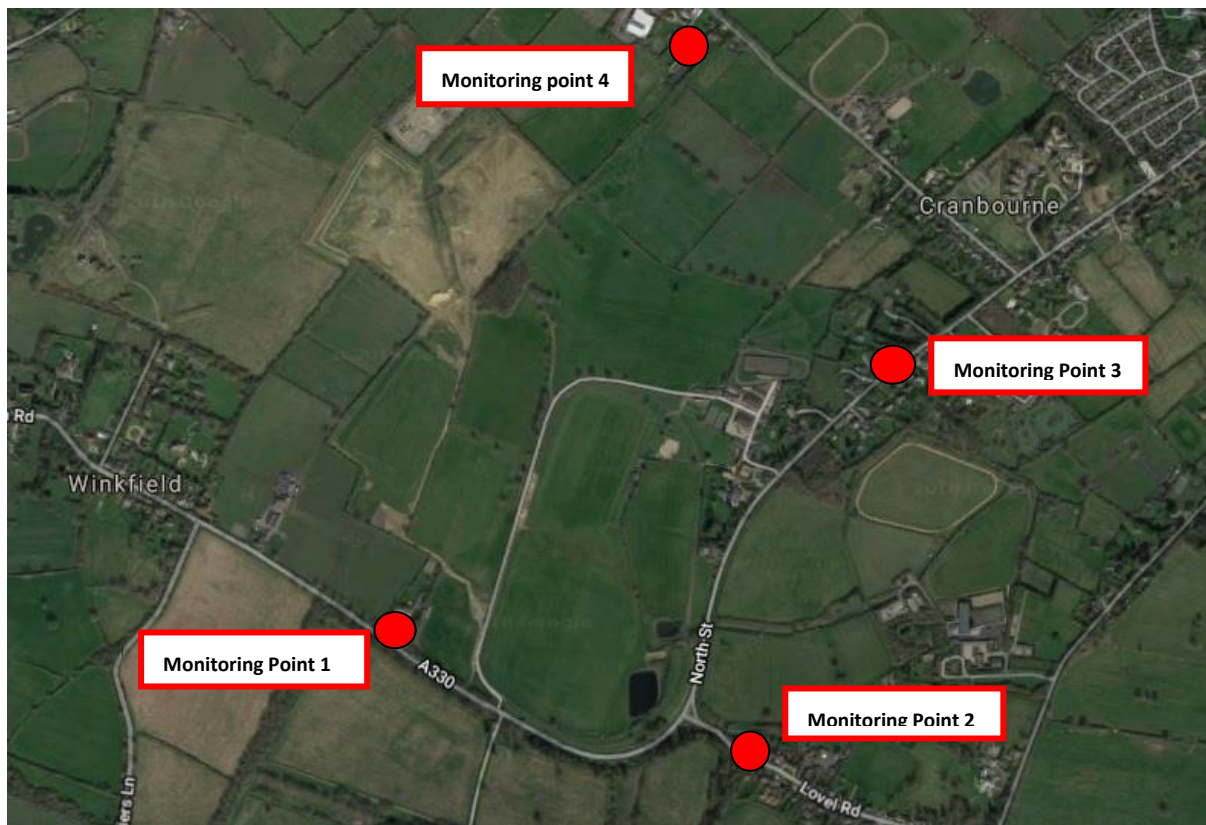 Monitoring point 4
Cranbourne
Monitoring Point 3
Rd
Winkfield
Monitoring Point 1
A330
North St
Monitoring Point 2
Lovel Rd
iers Ln